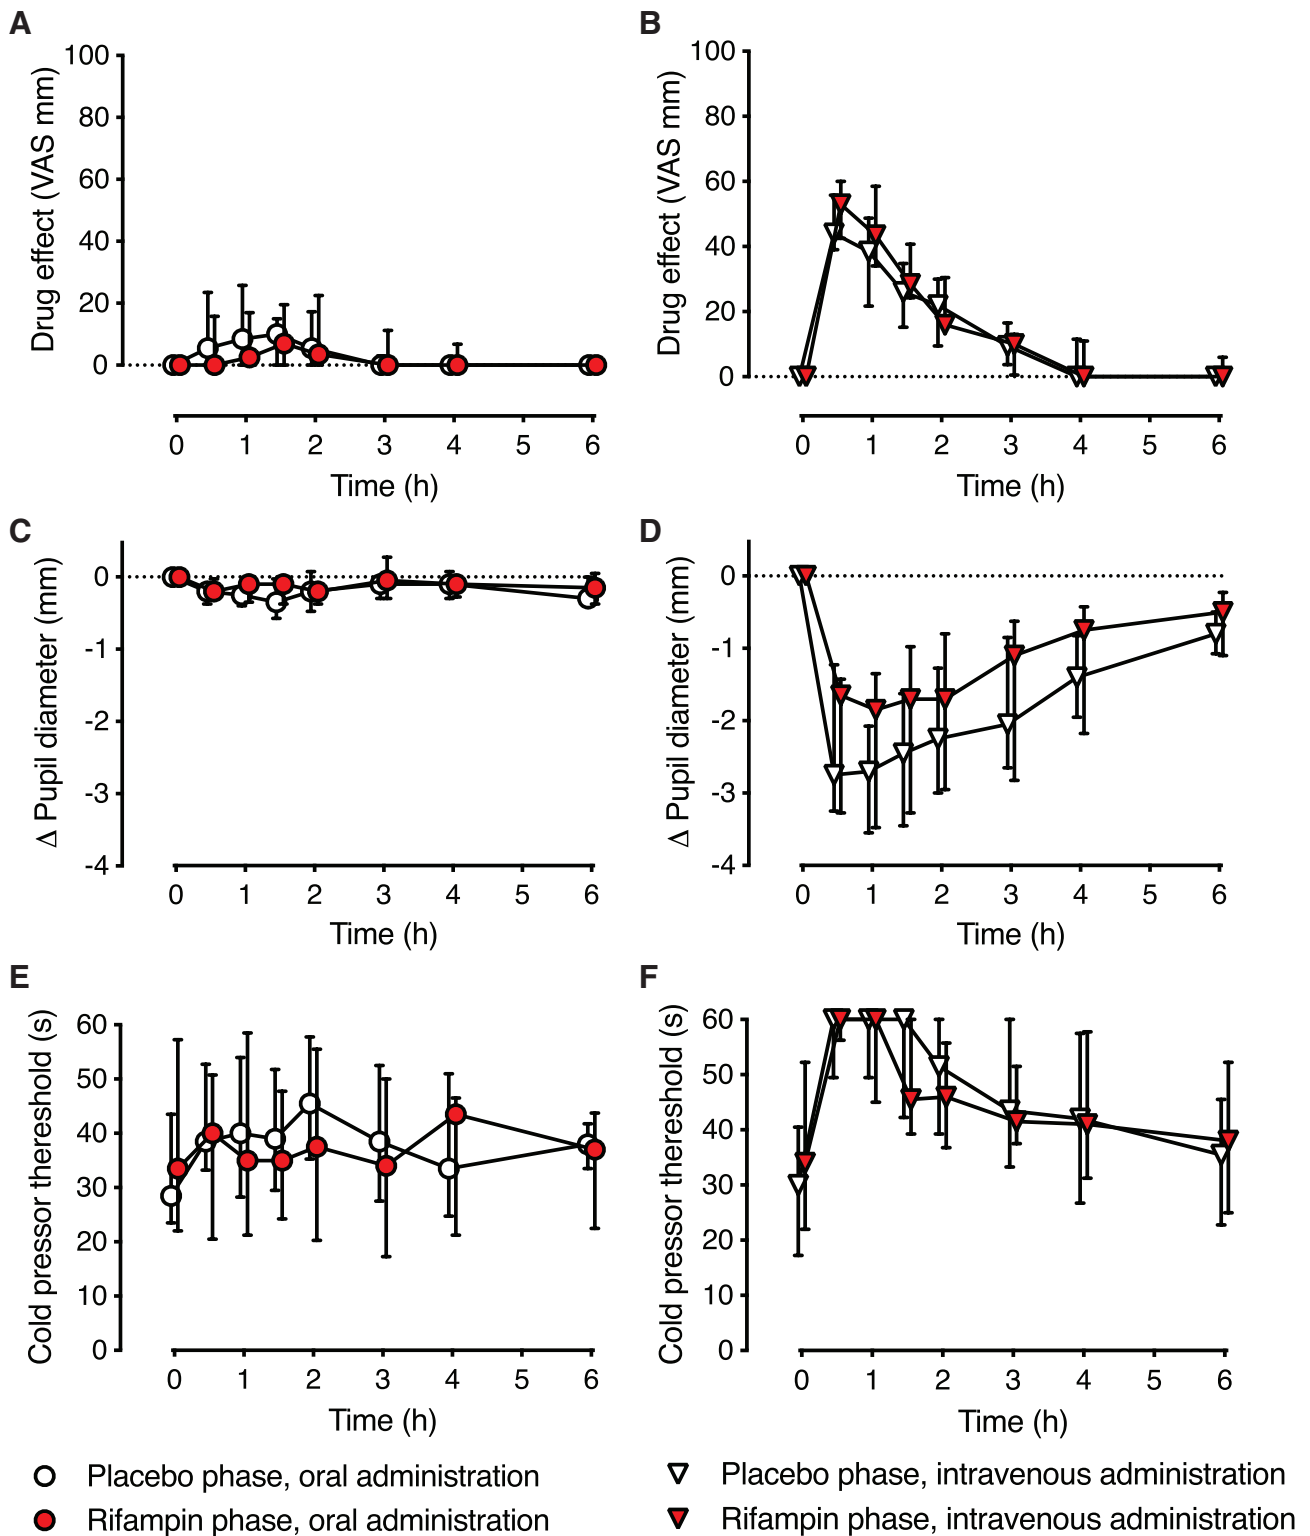 A
B
Drug effect (VAS mm)
100
80
60
40
20
0
0 1 2 3 4 5 6
Time (h)
Drug effect (VAS mm)
100
80
60
40
20
0
0 1 2 3 4 5 6
Time (h)
C
D
Δ Pupil diameter (mm)
0
-1
-2
-3
-4
0 1 2 3 4 5 6
Time (h)
Δ Pupil diameter (mm)
0
-1
-2
-3
-4
0 1 2 3 4 5 6
Time (h)
E
F
Cold pressor thereshold (s)
60
50
40
30
20
10
0
0 1 2 3 4 5 6
Time (h)
Cold pressor thereshold (s)
60
50
40
30
20
10
0
0 1 2 3 4 5 6
Time (h)
Placebo phase, oral administration
Rifampin phase, oral administration
Placebo phase, intravenous administration
Rifampin phase, intravenous administration